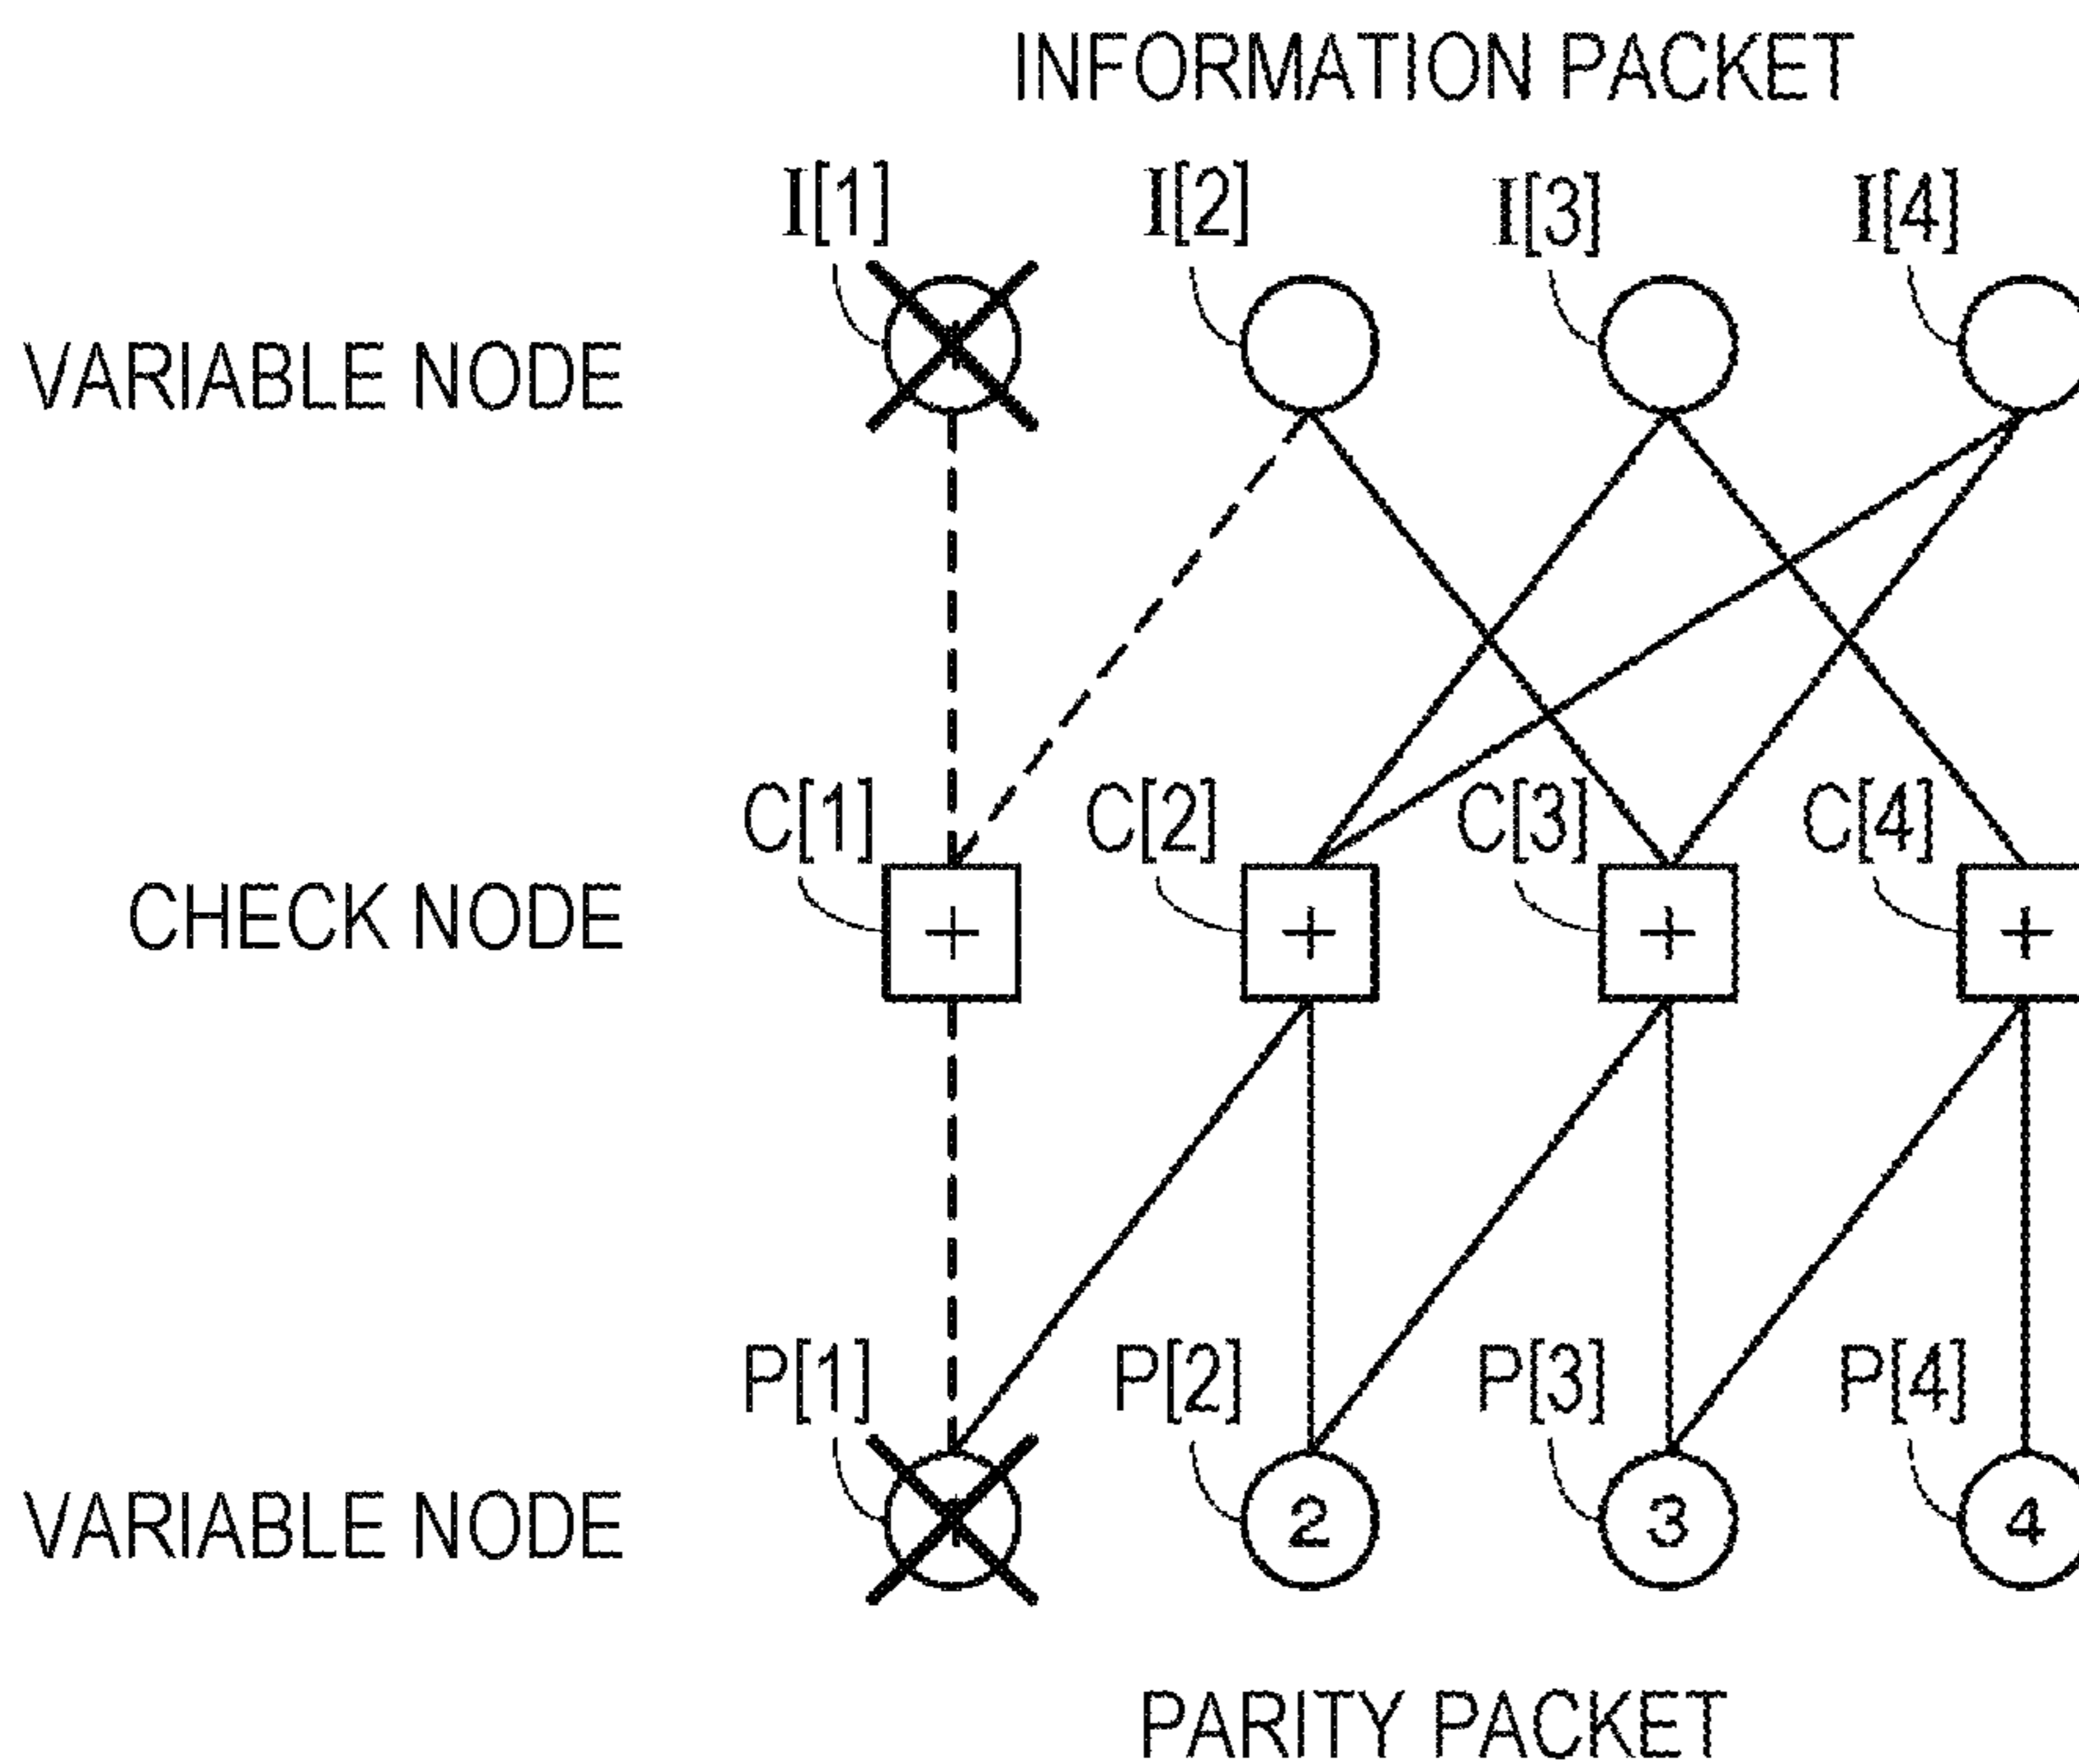 INFORMATION PACKET
I[1] I[2] I[3] I[4]
VARIABLE NODE
C[1] C[2] C[3] C[4]
CHECK NODE + + + +
P[1] P[2] P[3] P[4]
VARIABLE NODE 2 3 4
PARITY PACKET